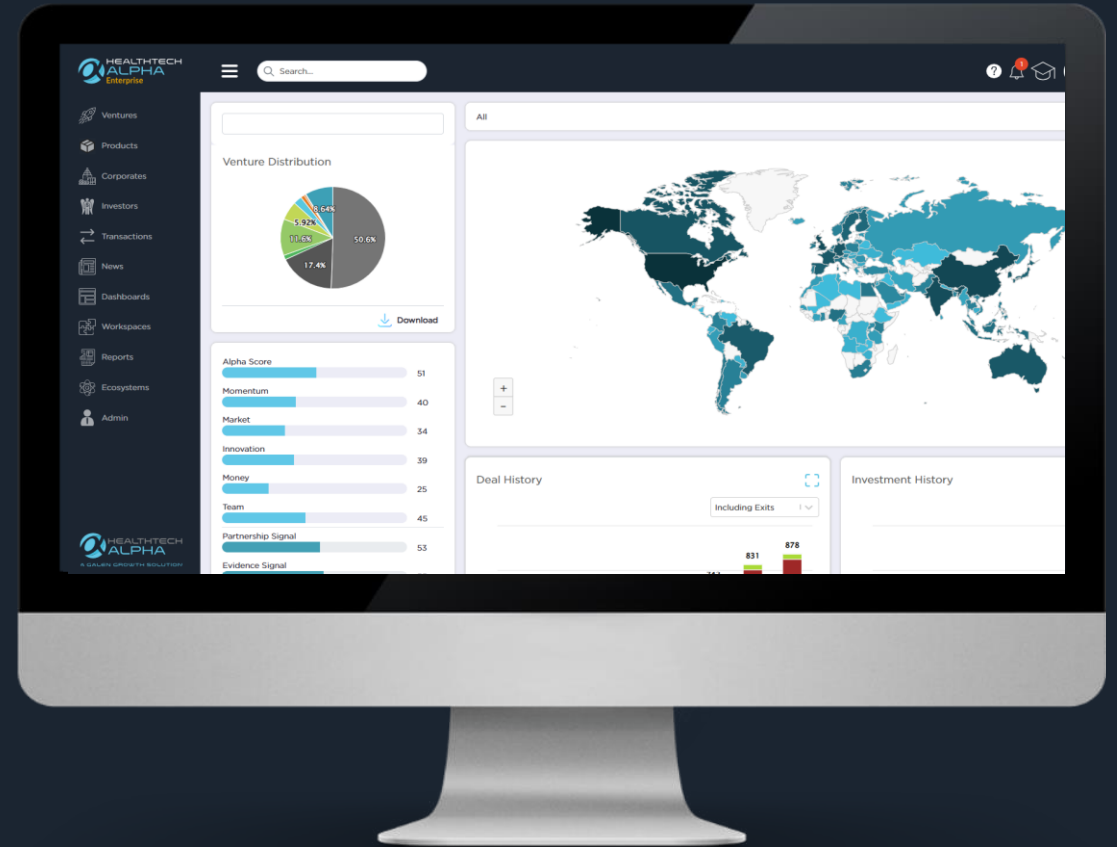 HEALTHTECH
ALPHA
Enterprise
Search...
?
1
Ventures
Products
Corporates
Investors
Transactions
News
Dashboards
Workspaces
Reports
Ecosystems
Admin
HEALTHTECH
ALPHA
A GALEN GROWTH SOLUTION
Venture Distribution
8.64%
5.92%
11.6%
50.6%
17.4%
Download
Alpha Score
51
Momentum
40
Market
34
Innovation
39
Money
25
Team
45
Partnership Signal
53
Evidence Signal
All
+
−
Deal History
Including Exits
831
878
Investment History